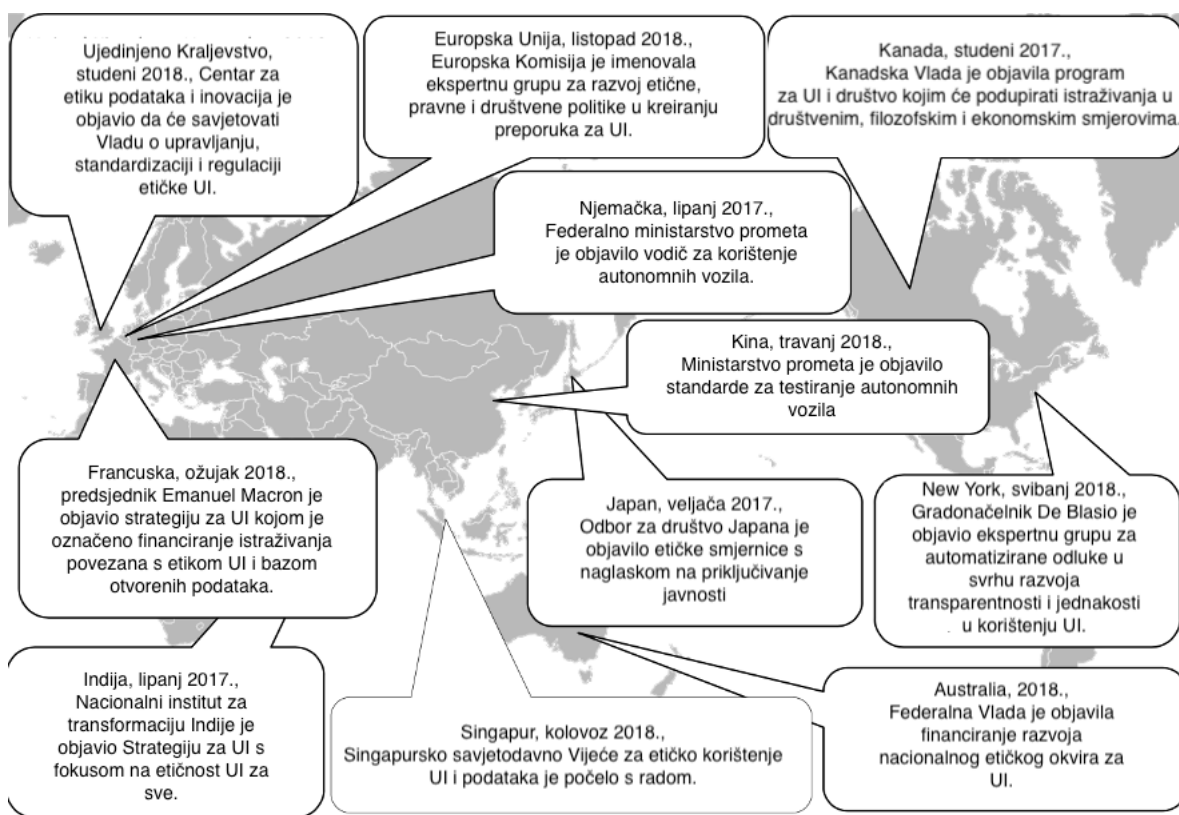 Ujedinjeno Kraljevstvo,
studeni 2018., Centar za
etiku podataka i inovacija je
objavio da će savjetovati
Vladu o upravljanju,
standardizaciji i regulaciji
etičke UI.
Europska Unija, listopad 2018.,
Europska Komisija je imenovala
ekspertnu grupu za razvoj etične,
pravne i društvene politike u kreiranju
preporuka za UI.
Kanada, studeni 2017.,
Kanadska Vlada je objavila program
za UI i društvo kojim će podupirati istraživanja u
društvenim, filozofskim i ekonomskim smjerovima.
Njemačka, lipanj 2017.,
Federalno ministarstvo prometa
je objavilo vodič za korištenje
autonomnih vozila.
Kina, travanj 2018.,
Ministarstvo prometa je objavilo
standarde za testiranje autonomnih
vozila
Francuska, ožujak 2018.,
predsjednik Emanuel Macron je
objavio strategiju za UI kojom je
označeno financiranje istraživanja
povezana s etikom UI i bazom
otvorenih podataka.
Japan, veljača 2017.,
Odbor za društvo Japana je
objavilo etičke smjernice s
naglaskom na priključivanje
javnosti
New York, svibanj 2018.,
Gradonačelnik De Blasio je
objavio ekspertnu grupu za
automatizirane odluke u
svrhu razvoja
transparentnosti i jednakosti
u korištenju UI.
Indija, lipanj 2017.,
Nacionalni institut za
transformaciju Indije je
objavio Strategiju za UI s
fokusom na etičnost UI za
sve.
Singapur, kolovoz 2018.,
Singapursko savjetodavno Vijeće za etičko korištenje
UI i podataka je počelo s radom.
Australia, 2018.,
Federalna Vlada je objavila
financiranje razvoja
nacionalnog etičkog okvira za
UI.